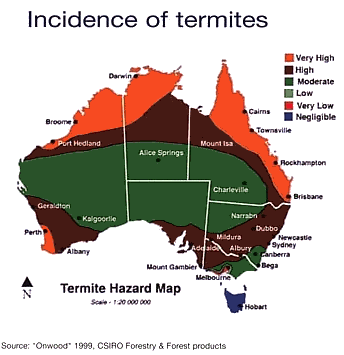 Incidence of termites
Very High
High
Moderate
Low
Very Low
Negligible
Darwin
Broome
Cairns
Townsville
Port Hedland
Mount Isa
Alice Springs
Rockhampton
Charleville
Brisbane
Geraldton
Kalgoorlie
Narrabri
Dubbo
Perth
Mildura
Newcastle
Sydney
Albany
Adelaide
Albury
Canberra
Mount Gambier
Bega
Melbourne
N
Termite Hazard Map
Scale - 1:20 000 000
Hobart
Source: "Onwood" 1999, CSIRO Forestry & Forest products